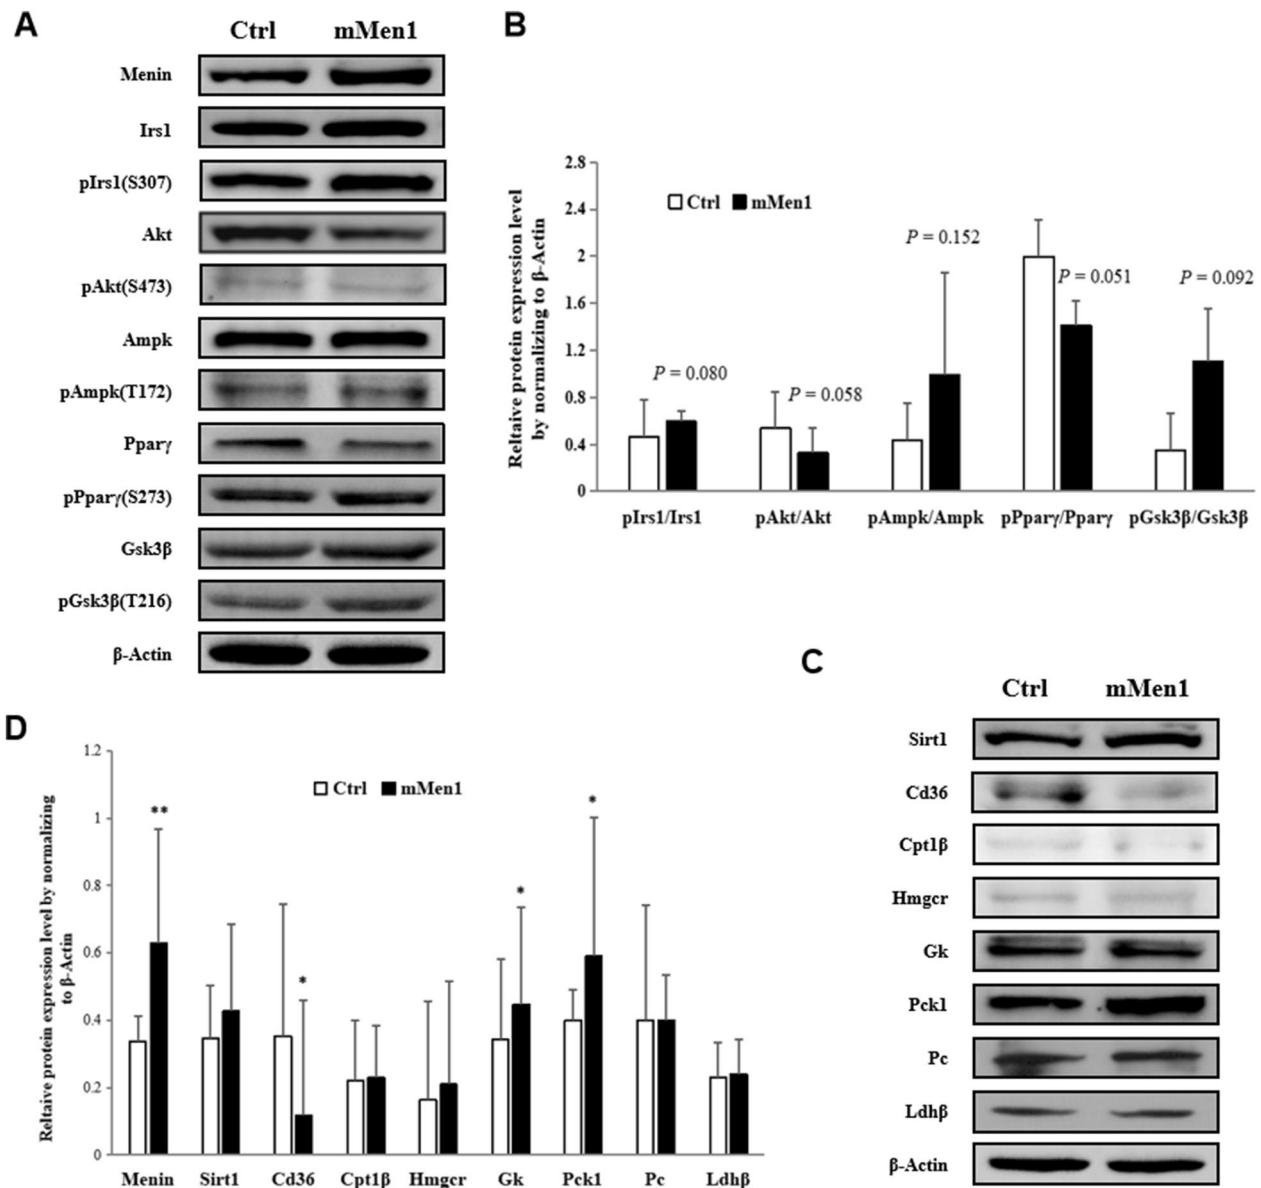 A
Ctrl mMen1
Menin
Irs1
pIrs1(S307)
Akt
pAkt(S473)
Ampk
pAmpk(T172)
Pparγ
pPparγ(S273)
Gsk3β
pGsk3β(T216)
β-Actin
B
Reltaive protein expression level
by normalizing to β-Actin
2.8
2.4
2
1.6
1.2
0.8
0.4
0
Ctrl mMen1
P = 0.080
P = 0.058
P = 0.152
P = 0.051
P = 0.092
pIrs1/Irs1 pAkt/Akt pAmpk/Ampk pPparγ/Pparγ pGsk3β/Gsk3β
C
Ctrl mMen1
Sirt1
Cd36
Cpt1β
Hmgcr
Gk
Pck1
Pc
Ldhβ
β-Actin
D
Reltaive protein expression level by normalizing
to β-Actin
1.2
1
0.8
0.6
0.4
0.2
0
Ctrl mMen1
**
*
*
*
Menin Sirt1 Cd36 Cpt1β Hmgcr Gk Pck1 Pc Ldhβ